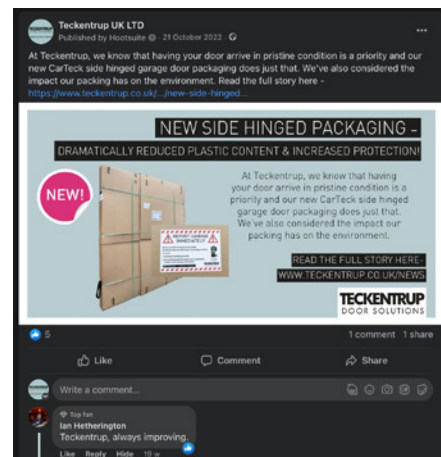 Teckentrup UK LTD
Published by Hootsuite · 21 October 2022 ·
At Teckentrup, we know that having your door arrive in pristine condition is a priority and our
new CarTeck side hinged garage door packaging does just that. We've also considered the
impact our packing has on the environment. Read the full story here -
https://www.teckentrup.co.uk/.../new-side-hinged...
NEW SIDE HINGED PACKAGING -
DRAMATICALLY REDUCED PLASTIC CONTENT & INCREASED PROTECTION!
NEW!
At Teckentrup, we know that having
your door arrive in pristine condition is a
priority and our new CarTeck side hinged
garage door packaging does just that.
We've also considered the impact our
packing has on the environment.
REPORT DAMAGE
IMMEDIATELY
READ THE FULL STORY HERE-
WWW.TECKENTRUP.CO.UK/NEWS
TECKENTRUP
DOOR SOLUTIONS
5
1 comment 1 share
Like Comment Share
Write a comment...
Top fan
Ian Hetherington
Teckentrup, always improving.
Like Reply Hide 19 w